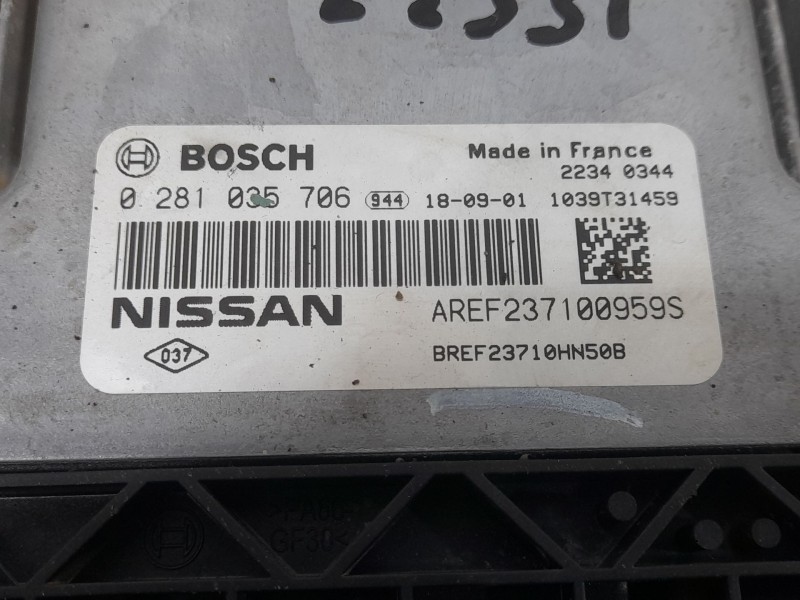 BOSCH
Made in France
2234 0344
0 281 035 706 944 18-09-01 1039T31459
NISSAN
AREF237100959S
037
BREF23710HN50B
GF30<